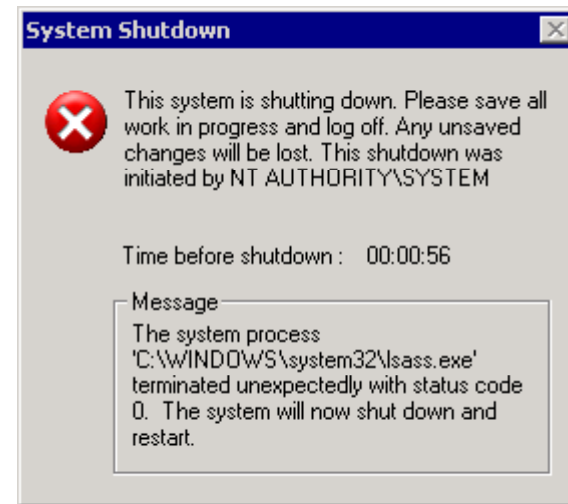 System Shutdown
This system is shutting down. Please save all
work in progress and log off. Any unsaved
changes will be lost. This shutdown was
initiated by NT AUTHORITY\SYSTEM
Time before shutdown : 00:00:56
Message
The system process
'C:\WINDOWS\system32\lsass.exe'
terminated unexpectedly with status code
0. The system will now shut down and
restart.